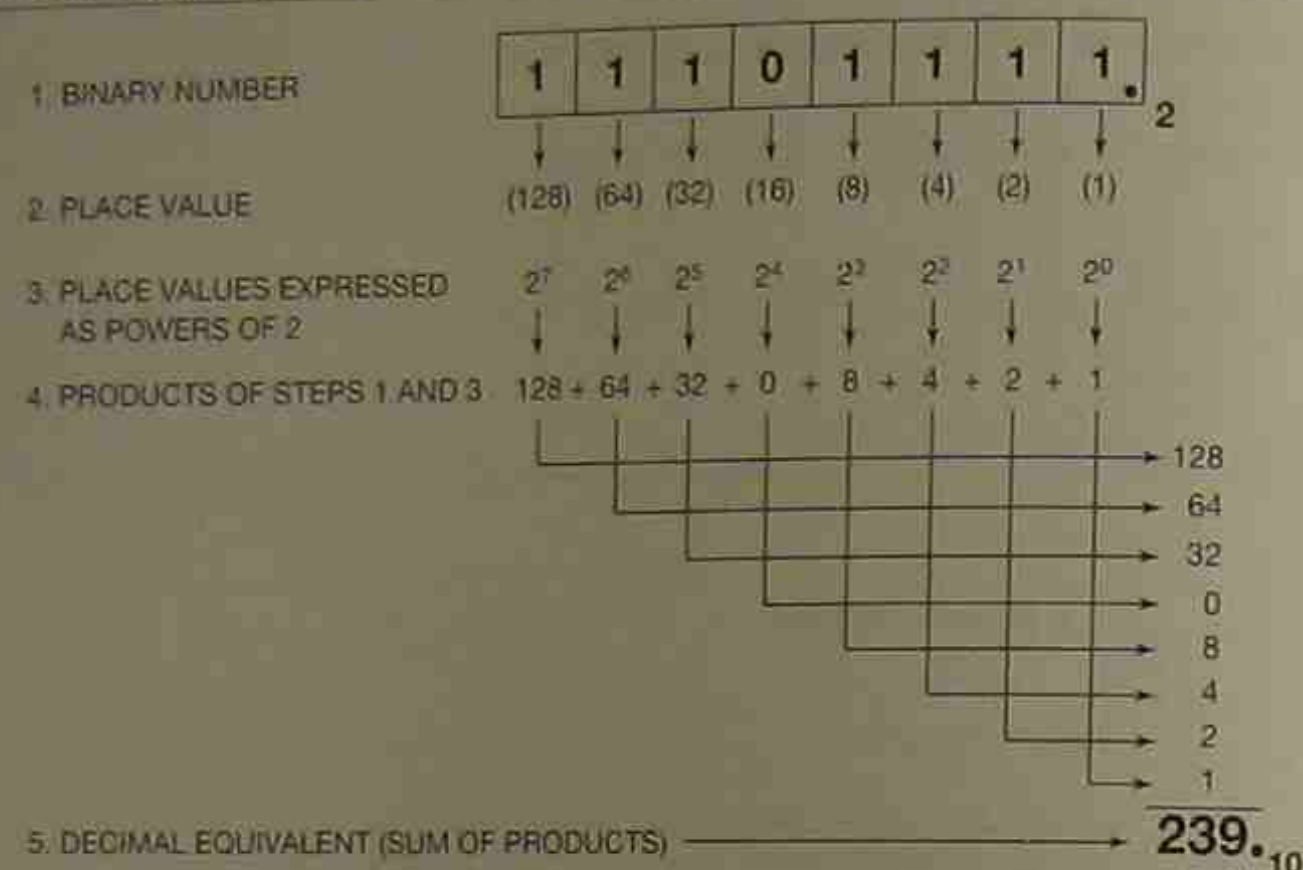 1. BINARY NUMBER 1 1 1 0 1 1 1 1.₂
2. PLACE VALUE (128) (64) (32) (16) (8) (4) (2) (1)
3. PLACE VALUES EXPRESSED 2⁷ 2⁶ 2⁵ 2⁴ 2³ 2² 2¹ 2⁰
AS POWERS OF 2
4. PRODUCTS OF STEPS 1 AND 3 128 + 64 + 32 + 0 + 8 + 4 + 2 + 1
128
64
32
0
8
4
2
1
5. DECIMAL EQUIVALENT (SUM OF PRODUCTS) 239.₁₀